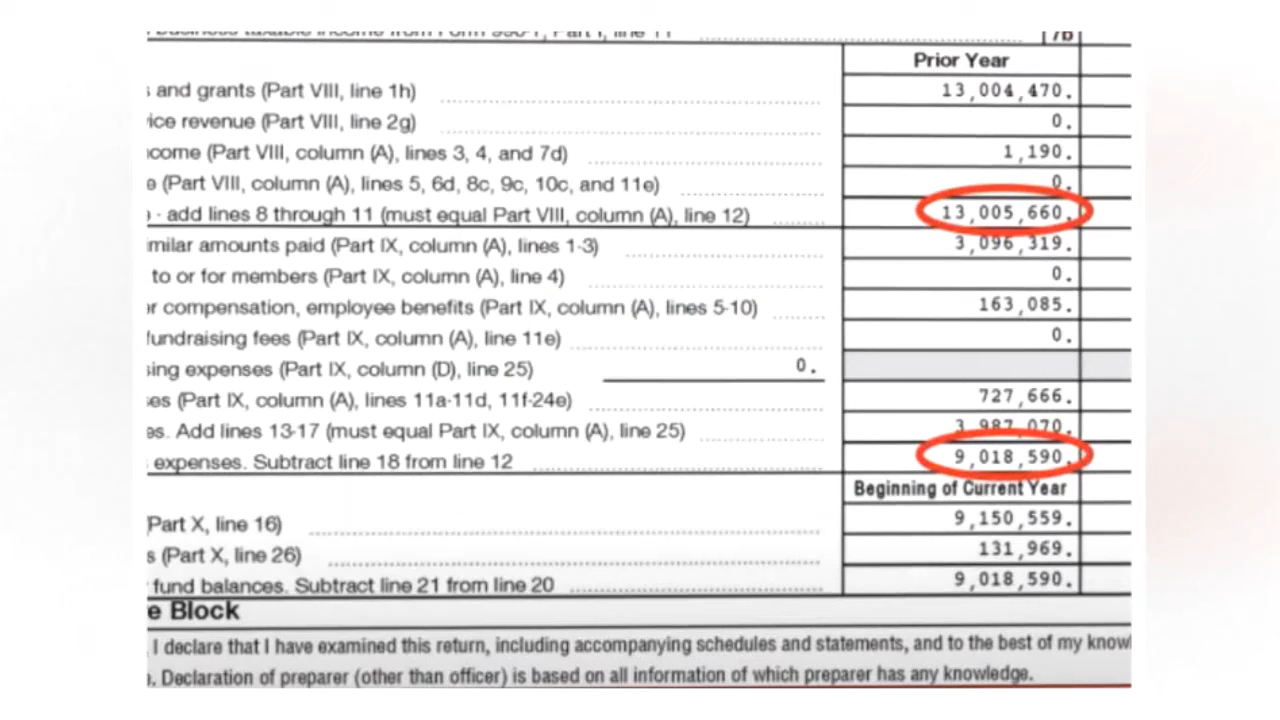 7b
Prior Year
s and grants (Part VIII, line 1h) 13,004,470.
ice revenue (Part VIII, line 2g) 0.
come (Part VIII, column (A), lines 3, 4, and 7d) 1,190.
e (Part VIII, column (A), lines 5, 6d, 8c, 9c, 10c, and 11e) 0.
- add lines 8 through 11 (must equal Part VIII, column (A), line 12) 13,005,660.
milar amounts paid (Part IX, column (A), lines 1-3) 3,096,319.
to or for members (Part IX, column (A), line 4) 0.
r compensation, employee benefits (Part IX, column (A), lines 5-10) 163,085.
fundraising fees (Part IX, column (A), line 11e) 0.
sing expenses (Part IX, column (D), line 25) 0.
ses (Part IX, column (A), lines 11a-11d, 11f-24e) 727,666.
es. Add lines 13-17 (must equal Part IX, column (A), line 25) 3,987,070.
expenses. Subtract line 18 from line 12 9,018,590.
Beginning of Current Year
(Part X, line 16) 9,150,559.
s (Part X, line 26) 131,969.
fund balances. Subtract line 21 from line 20 9,018,590.
e Block
I declare that I have examined this return, including accompanying schedules and statements, and to the best of my knowl
. Declaration of preparer (other than officer) is based on all information of which preparer has any knowledge.